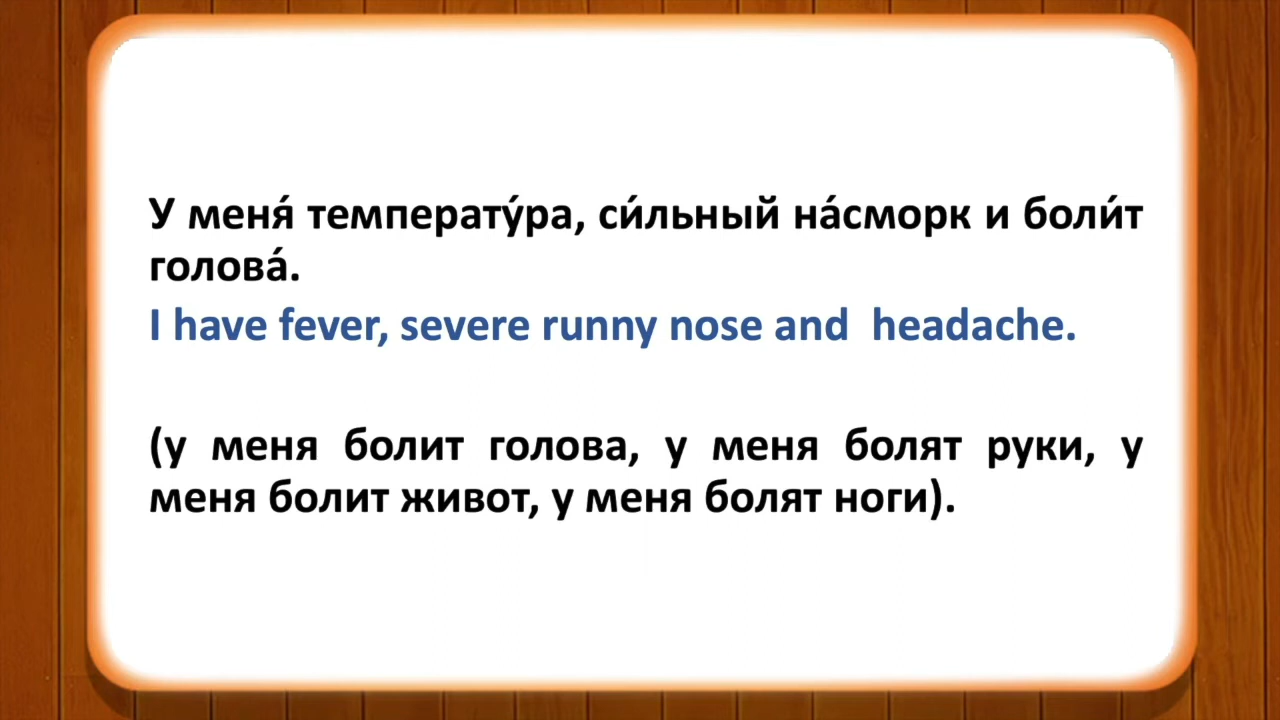 У меня́ температу́ра, си́льный на́сморк и боли́т
голова́.
I have fever, severe runny nose and  headache.
(у меня болит голова, у меня болят руки, у
меня болит живот, у меня болят ноги).